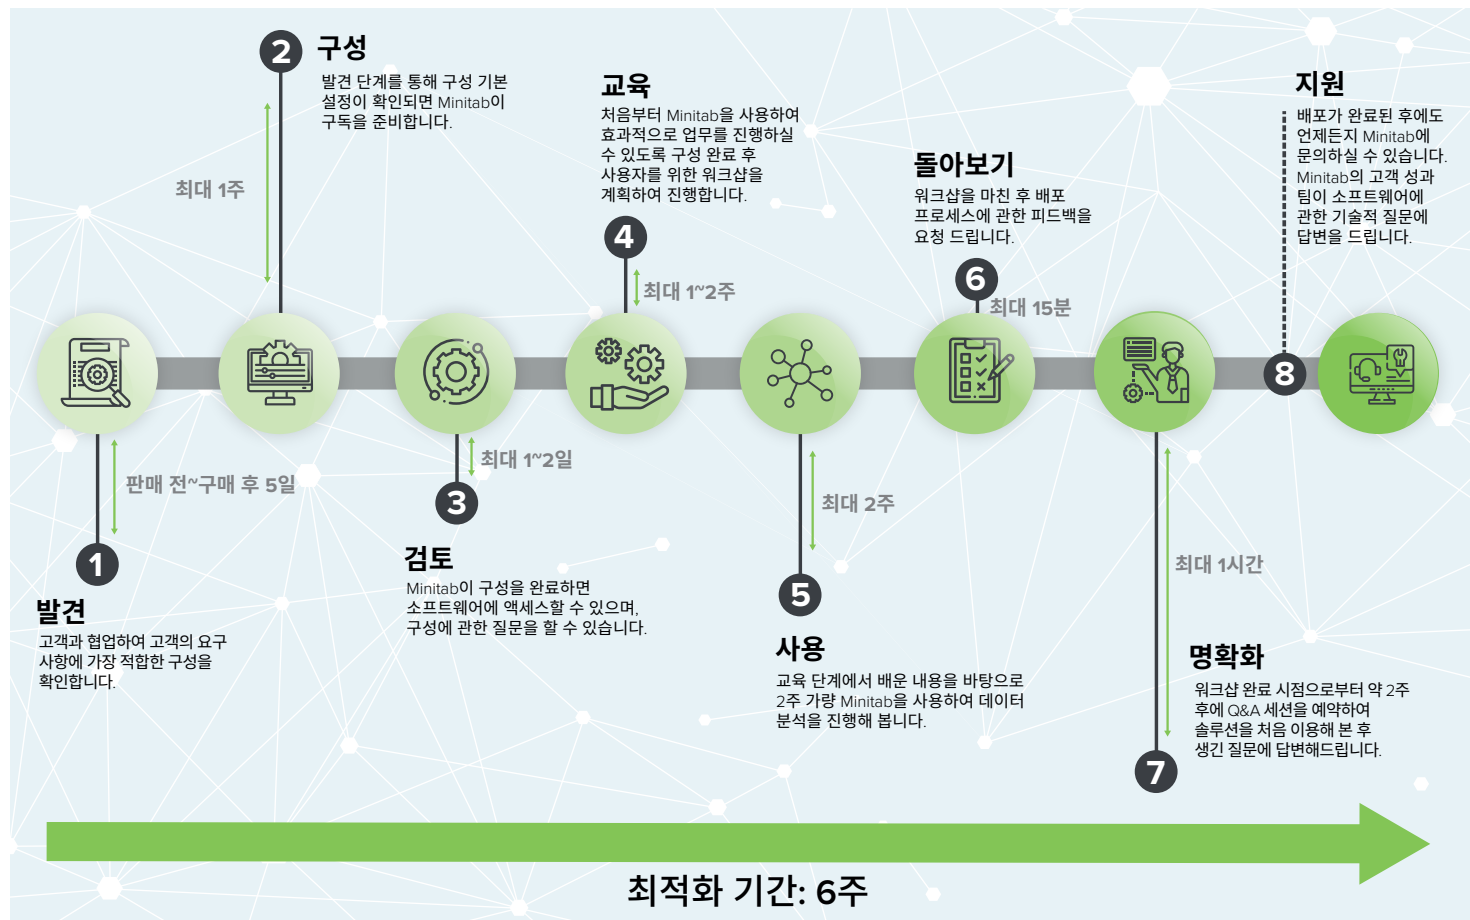 1
발견
고객과 협업하여 고객의 요구
사항에 가장 적합한 구성을
확인합니다.
판매 전~구매 후 5일
2
구성
발견 단계를 통해 구성 기본
설정이 확인되면 Minitab이
구독을 준비합니다.
최대 1주
3
검토
Minitab이 구성을 완료하면
소프트웨어에 액세스할 수 있으며,
구성에 관한 질문을 할 수 있습니다.
최대 1~2일
교육
처음부터 Minitab을 사용하여
효과적으로 업무를 진행하실
수 있도록 구성 완료 후
사용자를 위한 워크샵을
계획하여 진행합니다.
4
최대 1~2주
최대 2주
5
사용
교육 단계에서 배운 내용을 바탕으로
2주 가량 Minitab을 사용하여 데이터
분석을 진행해 봅니다.
돌아보기
워크샵을 마친 후 배포
프로세스에 관한 피드백을
요청 드립니다.
6
최대 15분
최대 1시간
명확화
워크샵 완료 시점으로부터 약 2주
후에 Q&A 세션을 예약하여
솔루션을 처음 이용해 본 후
생긴 질문에 답변해드립니다.
7
지원
배포가 완료된 후에도
언제든지 Minitab에
문의하실 수 있습니다.
Minitab의 고객 성과
팀이 소프트웨어에
관한 기술적 질문에
답변을 드립니다.
8
최적화 기간: 6주